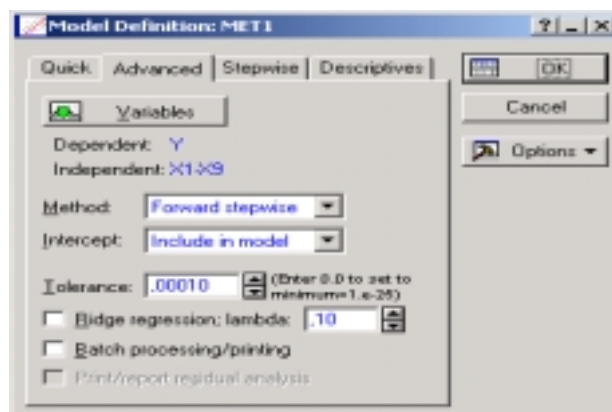 Model Definition: MET1
Quick Advanced Stepwise Descriptives
OK
Variables
Cancel
Dependent: Y
Options
Independent: X1-X9
Method: Forward stepwise
Intercept: Include in model
Tolerance: .00010 (Enter 0.0 to set to
minimum=1.e-25)
Ridge regression; lambda: .10
Batch processing/printing
Print/report residual analysis